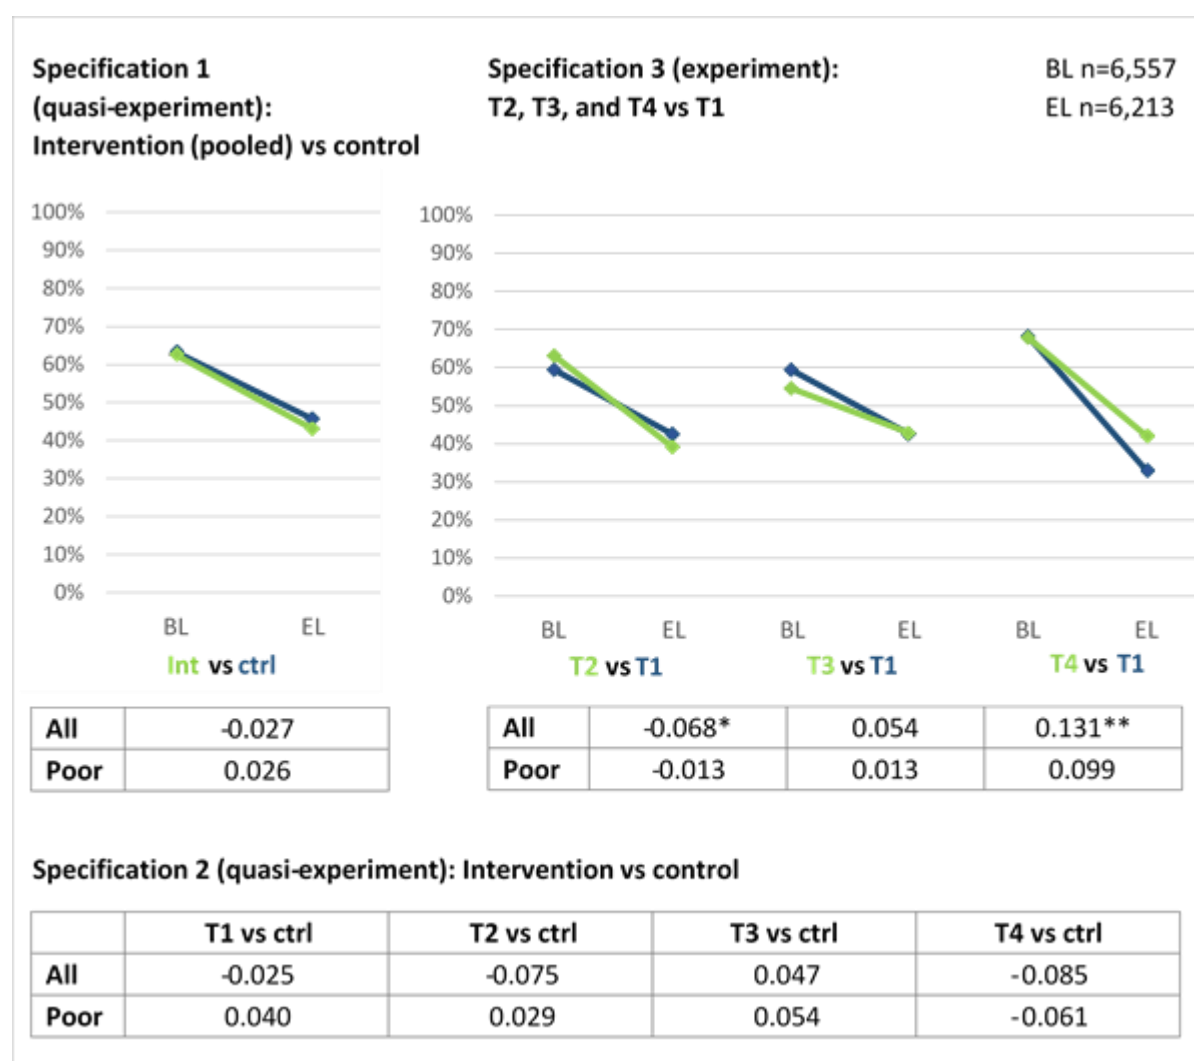 Specification 1
(quasi-experiment):
Intervention (pooled) vs control
Specification 3 (experiment):
T2, T3, and T4 vs T1
BL n=6,557
EL n=6,213
100%
90%
80%
70%
60%
50%
40%
30%
20%
10%
0%
BL EL
Int vs ctrl
100%
90%
80%
70%
60%
50%
40%
30%
20%
10%
0%
BL EL BL EL BL EL
T2 vs T1 T3 vs T1 T4 vs T1
All -0.027
Poor 0.026
All -0.068* 0.054 0.131**
Poor -0.013 0.013 0.099
Specification 2 (quasi-experiment): Intervention vs control
T1 vs ctrl T2 vs ctrl T3 vs ctrl T4 vs ctrl
All -0.025 -0.075 0.047 -0.085
Poor 0.040 0.029 0.054 -0.061